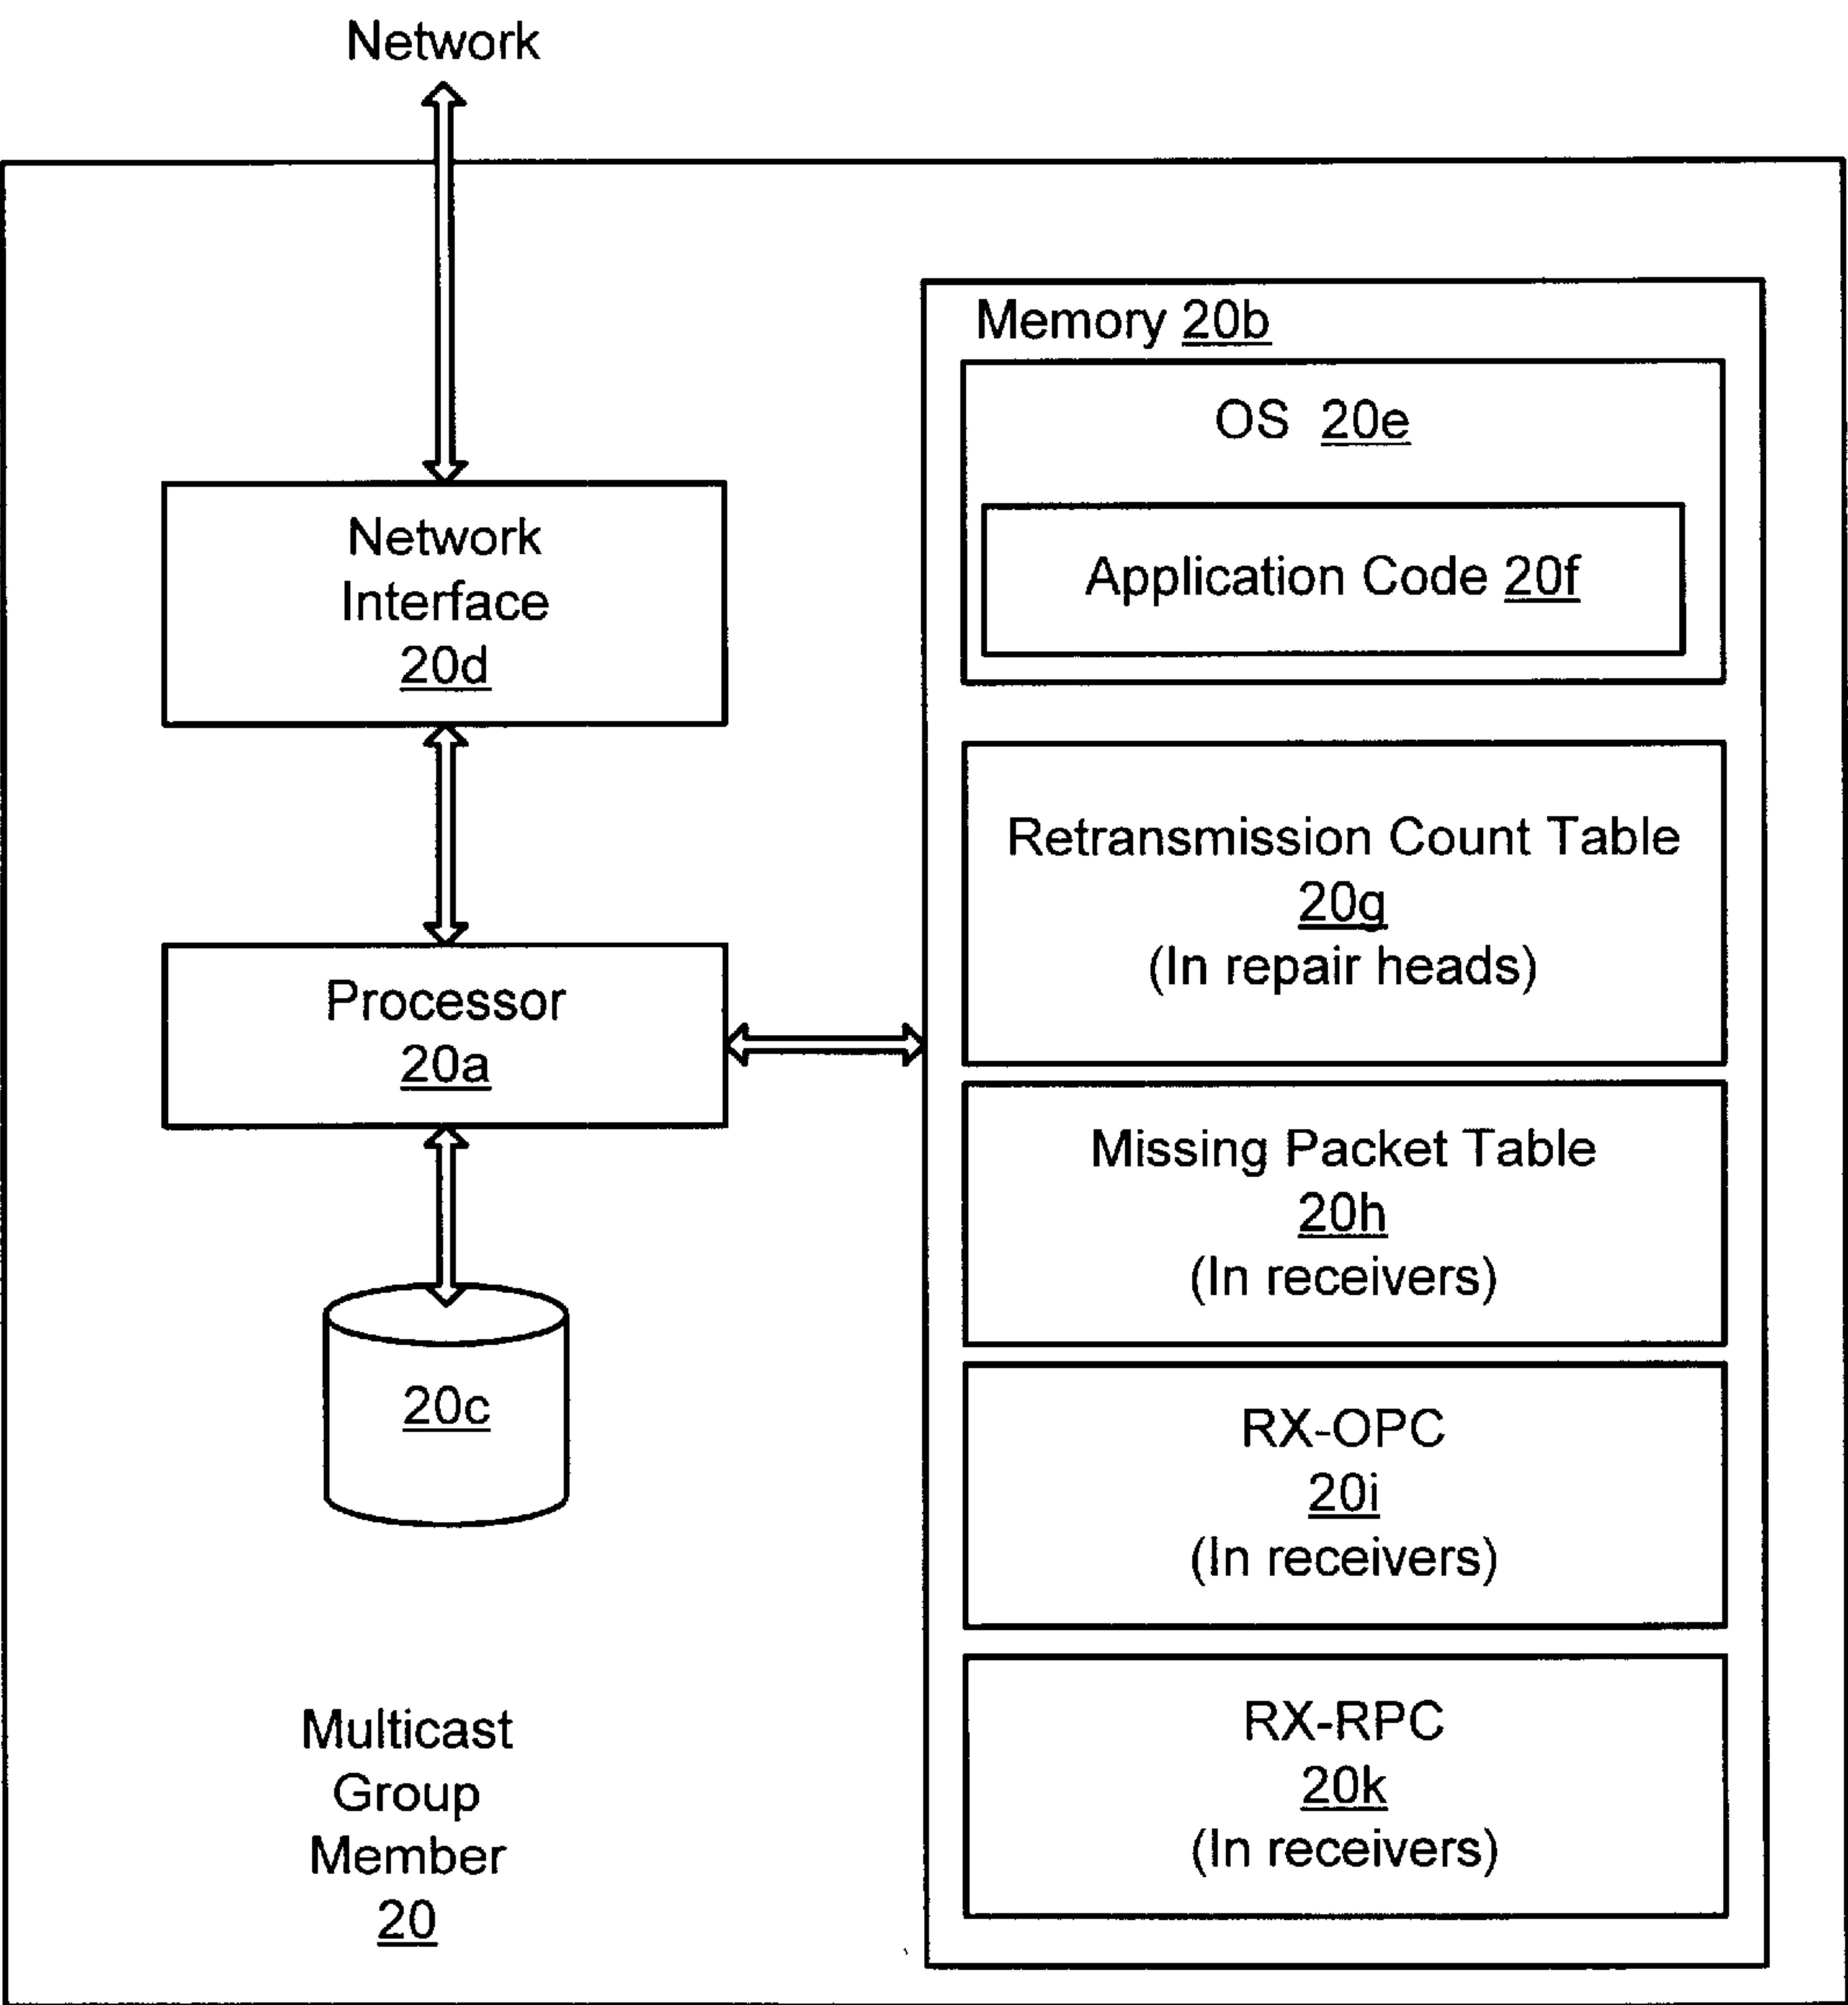 Network
Network
Interface
20d
Processor
20a
20c
Multicast
Group
Member
20
Memory 20b
OS 20e
Application Code 20f
Retransmission Count Table
20g
(In repair heads)
Missing Packet Table
20h
(In receivers)
RX-OPC
20i
(In receivers)
RX-RPC
20k
(In receivers)